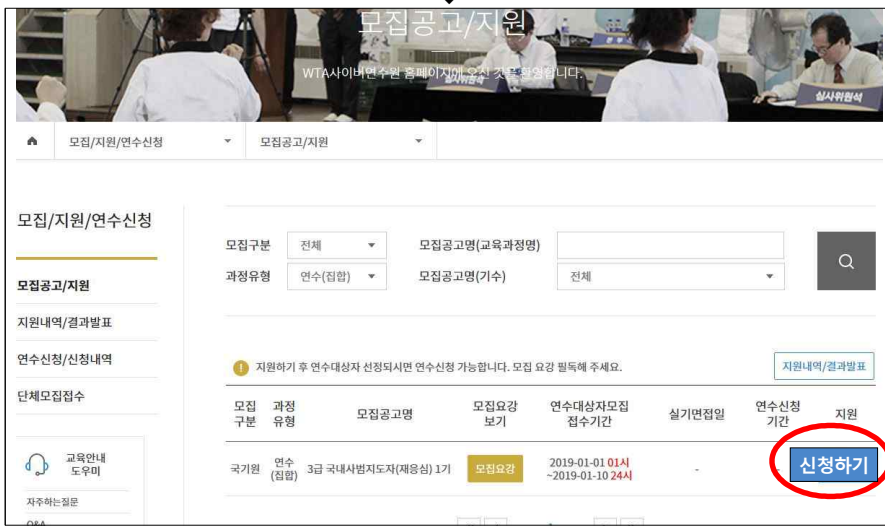 모집공고/지원
WTA사이버연수원 홈페이지에 오신 것을 환영합니다.
심사위원석
모집/지원/연수신청
모집공고/지원
모집/지원/연수신청
모집공고/지원
지원내역/결과발표
연수신청/신청내역
단체모집접수
교육안내
도우미
자주하는질문
모집구분 전체 모집공고명(교육과정명)
과정유형 연수(집합) 모집공고명(기수) 전체
지원하기 후 연수대상자 선정되시면 연수신청 가능합니다. 모집 요강 필독해 주세요.
지원내역/결과발표
모집 구분 과정 유형 모집공고명 모집요강 보기 연수대상자모집 접수기간 실기면접일 연수신청 기간 지원
국기원 연수 (집합) 3급 국내사범지도자(재응심) 1기 모집요강 2019-01-01 01시 ~2019-01-10 24시 - - 신청하기